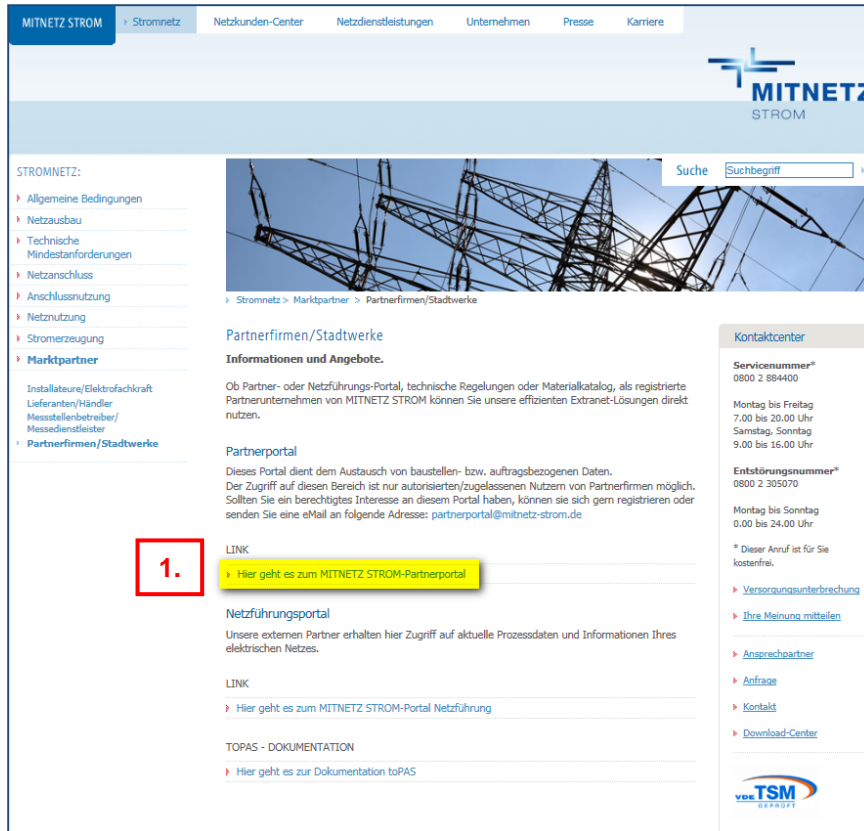 MITNETZ STROM
Stromnetz
Netzkunden-Center
Netzdienstleistungen
Unternehmen
Presse
Karriere
MITNETZ
STROM
STROMNETZ:
Allgemeine Bedingungen
Netzausbau
Technische
Mindestanforderungen
Netzanschluss
Anschlussnutzung
Netznutzung
Stromerzeugung
Marktpartner
Installateure/Elektrofachkraft
Lieferanten/Händler
Messstellenbetreiber/
Messedienstleister
Partnerfirmen/Stadtwerke
Suche Suchbegriff
Stromnetz > Marktpartner > Partnerfirmen/Stadtwerke
Partnerfirmen/Stadtwerke
Informationen und Angebote.
Ob Partner- oder Netzführungs-Portal, technische Regelungen oder Materialkatalog, als registrierte
Partnerunternehmen von MITNETZ STROM können Sie unsere effizienten Extranet-Lösungen direkt
nutzen.
Partnerportal
Dieses Portal dient dem Austausch von baustellen- bzw. auftragsbezogenen Daten.
Der Zugriff auf diesen Bereich ist nur autorisierten/zugelassenen Nutzern von Partnerfirmen möglich.
Sollten Sie ein berechtigtes Interesse an diesem Portal haben, können sie sich gern registrieren oder
senden Sie eine eMail an folgende Adresse: partnerportal@mitnetz-strom.de
LINK
1.
Hier geht es zum MITNETZ STROM-Partnerportal
Netzführungsportal
Unsere externen Partner erhalten hier Zugriff auf aktuelle Prozessdaten und Informationen Ihres
elektrischen Netzes.
LINK
Hier geht es zum MITNETZ STROM-Portal Netzführung
TOPAS - DOKUMENTATION
Hier geht es zur Dokumentation toPAS
Kontaktcenter
Servicenummer*
0800 2 884400
Montag bis Freitag
7.00 bis 20.00 Uhr
Samstag, Sonntag
9.00 bis 16.00 Uhr
Entstörungsnummer*
0800 2 305070
Montag bis Sonntag
0.00 bis 24.00 Uhr
* Dieser Anruf ist für Sie
kostenfrei.
Versorgungsunterbrechung
Ihre Meinung mitteilen
Ansprechpartner
Anfrage
Kontakt
Download-Center
VDE TSM
GEPRÜFT